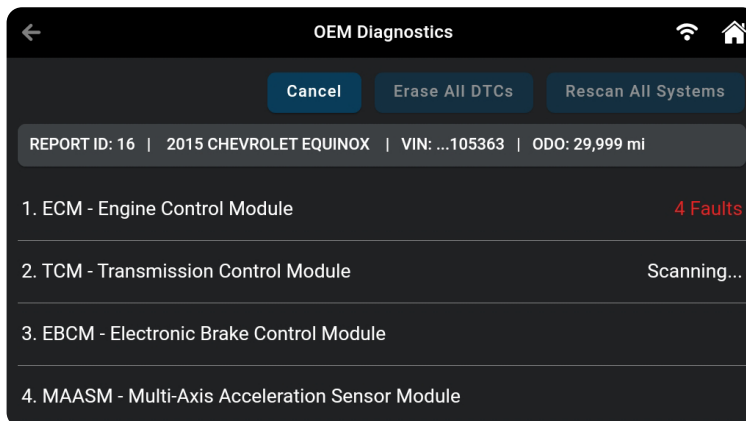 OEM Diagnostics
Cancel Erase All DTCs Rescan All Systems
REPORT ID: 16 | 2015 CHEVROLET EQUINOX | VIN: ...105363 | ODO: 29,999 mi
1. ECM - Engine Control Module 4 Faults
2. TCM - Transmission Control Module Scanning...
3. EBCM - Electronic Brake Control Module
4. MAASM - Multi-Axis Acceleration Sensor Module